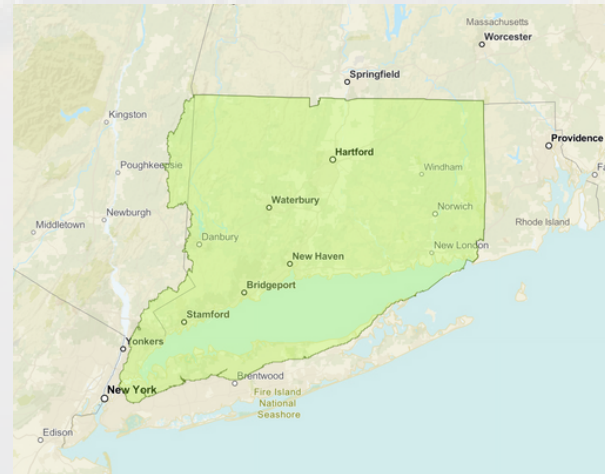 Massachusetts
Worcester
Springfield
Kingston
Providence
Hartford
Poughkeepsie
Windham
Waterbury
Newburgh
Norwich
Middletown
Rhode Island
Danbury
New London
New Haven
Bridgeport
Stamford
Yonkers
Brentwood
New York
Fire Island
National
Seashore
Edison